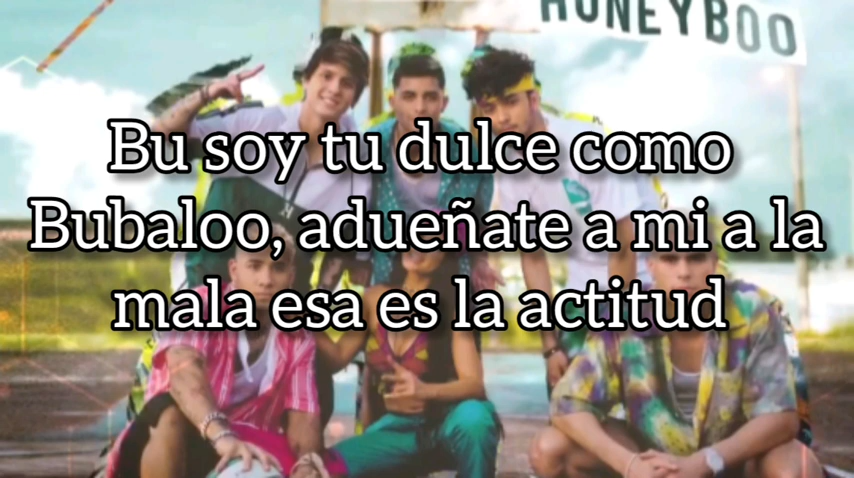 HONEYBOO
Bu soy tu dulce como
Bubaloo, adueñate a mi a la
mala esa es la actitud